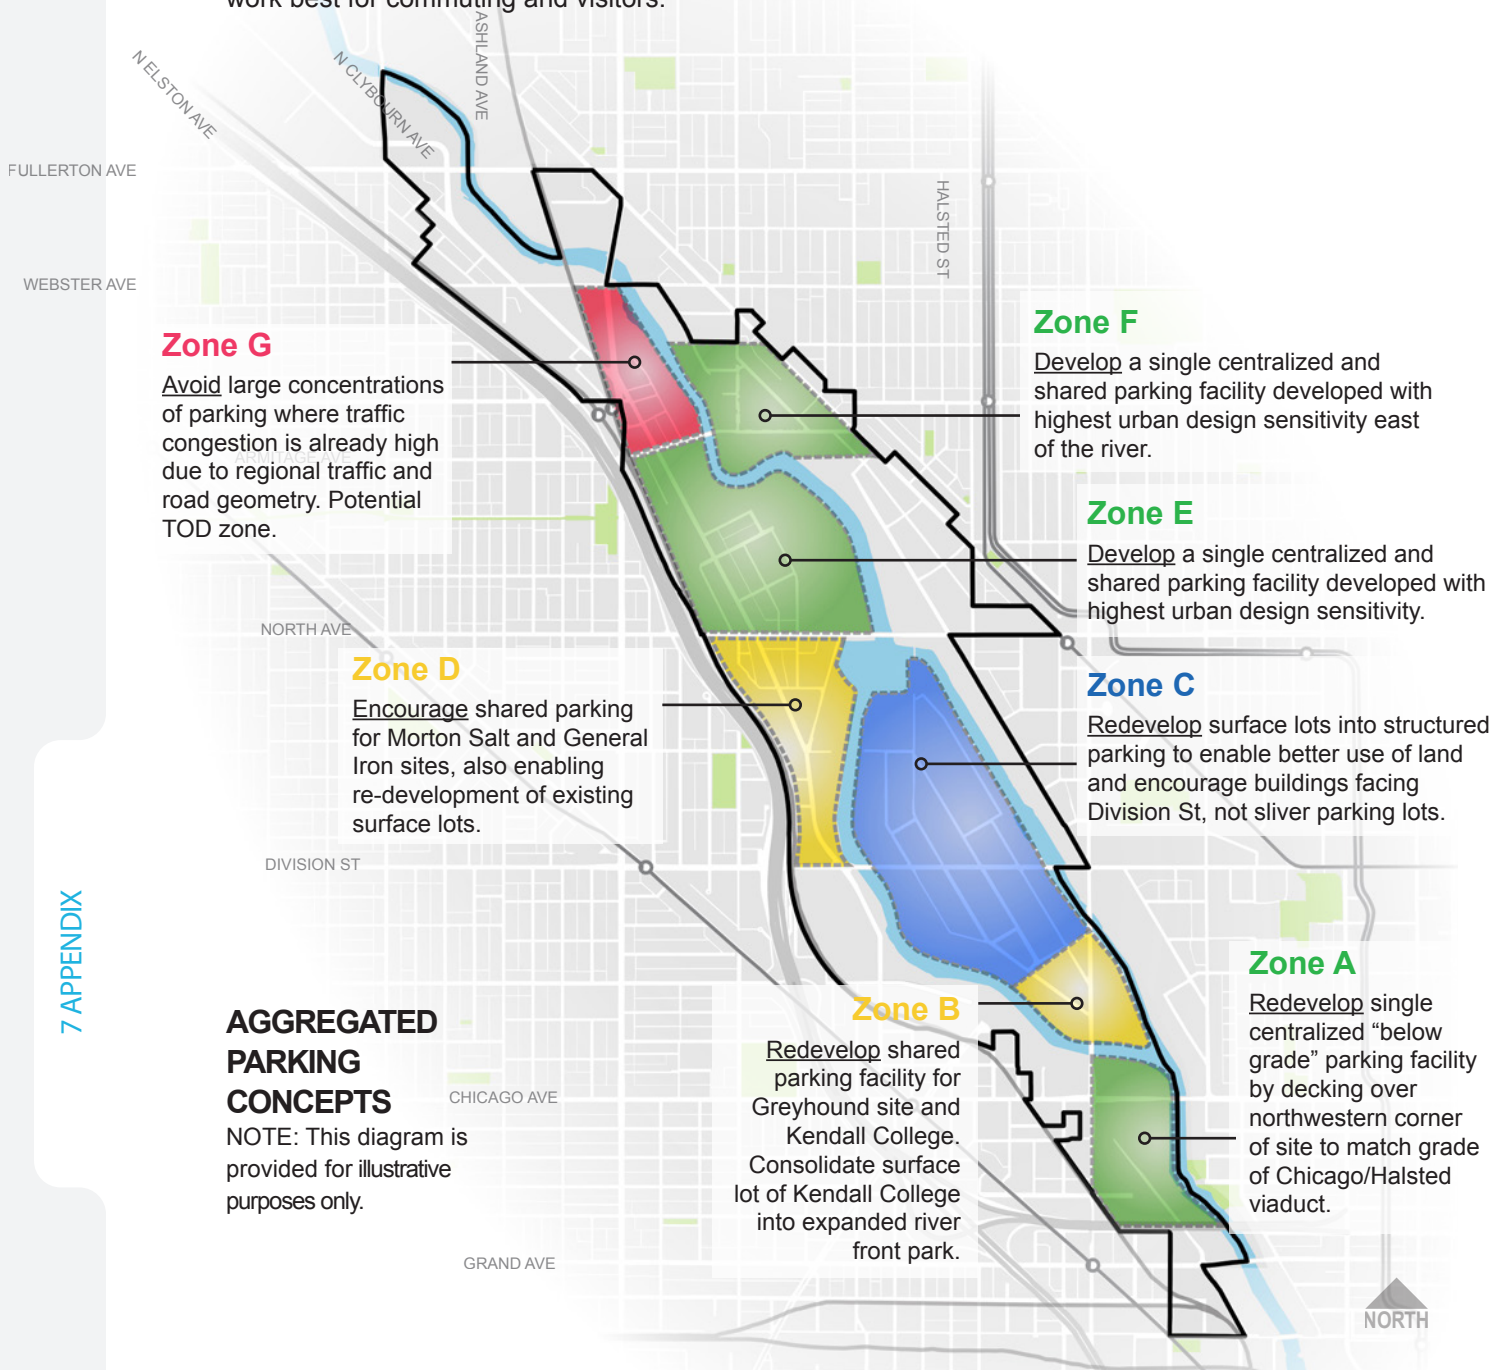 work best for commuting and visitors.
N ELSTON AVE
N CLYBOURN AVE
ASHLAND AVE
FULLERTON AVE
HALSTED ST
WEBSTER AVE
Zone G
Avoid large concentrations
of parking where traffic
congestion is already high
due to regional traffic and
road geometry. Potential
TOD zone.
ARMITAGE AVE
Zone F
Develop a single centralized and
shared parking facility developed with
highest urban design sensitivity east
of the river.
Zone E
Develop a single centralized and
shared parking facility developed with
highest urban design sensitivity.
NORTH AVE
Zone D
Encourage shared parking
for Morton Salt and General
Iron sites, also enabling
re-development of existing
surface lots.
Zone C
Redevelop surface lots into structured
parking to enable better use of land
and encourage buildings facing
Division St, not sliver parking lots.
DIVISION ST
7 APPENDIX
Zone A
Redevelop single
centralized “below
grade” parking facility
by decking over
northwestern corner
of site to match grade
of Chicago/Halsted
viaduct.
Zone B
Redevelop shared
parking facility for
Greyhound site and
Kendall College.
Consolidate surface
lot of Kendall College
into expanded river
front park.
AGGREGATED
PARKING
CONCEPTS
NOTE: This diagram is
provided for illustrative
purposes only.
CHICAGO AVE
GRAND AVE
NORTH